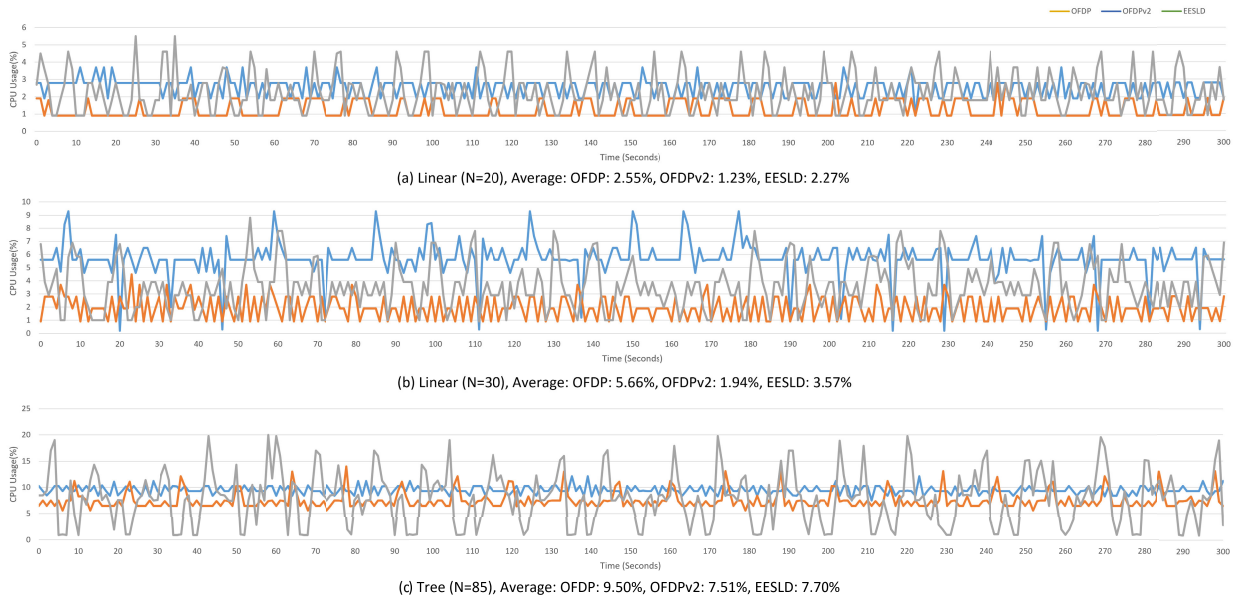 OFDP OFDPv2 EESLD
6
5
4
3
2
1
0
CPU Usage(%)
0 10 20 30 40 50 60 70 80 90 100 110 120 130 140 150 160 170 180 190 200 210 220 230 240 250 260 270 280 290 300
Time (Seconds)
(a) Linear (N=20), Average: OFDP: 2.55%, OFDPv2: 1.23%, EESLD: 2.27%
10
9
8
7
6
5
4
3
2
1
0
CPU Usage(%)
0 10 20 30 40 50 60 70 80 90 100 110 120 130 140 150 160 170 180 190 200 210 220 230 240 250 260 270 280 290 300
Time (Seconds)
(b) Linear (N=30), Average: OFDP: 5.66%, OFDPv2: 1.94%, EESLD: 3.57%
25
20
15
10
5
0
CPU Usage(%)
0 10 20 30 40 50 60 70 80 90 100 110 120 130 140 150 160 170 180 190 200 210 220 230 240 250 260 270 280 290 300
Time (Seconds)
(c) Tree (N=85), Average: OFDP: 9.50%, OFDPv2: 7.51%, EESLD: 7.70%